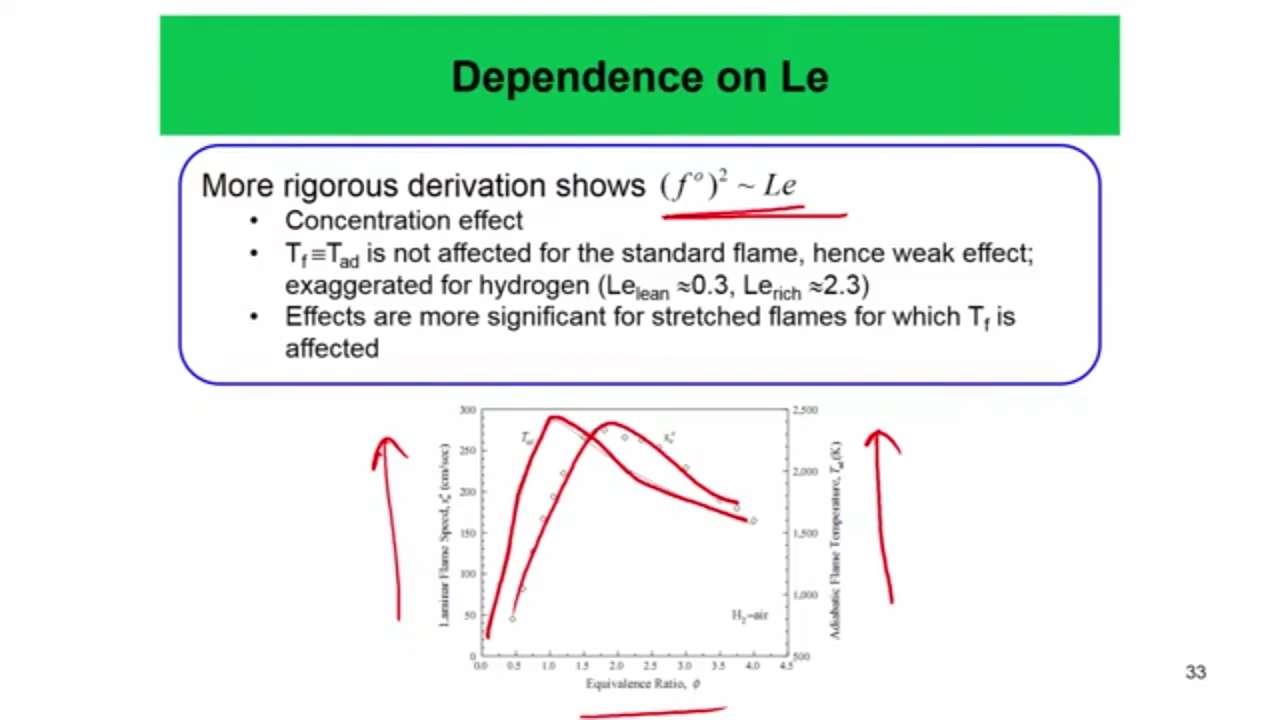 Dependence on Le
More rigorous derivation shows (f°)² ~ Le
• Concentration effect
• Tf≡Tad is not affected for the standard flame, hence weak effect;
exaggerated for hydrogen (Lelean ≈0.3, Lerich ≈2.3)
• Effects are more significant for stretched flames for which Tf is
affected
300
250
200
150
100
50
0
Laminar Flame Speed, (cm/sec)
Tad
H2–air
2,500
2,000
1,500
1,000
500
Adiabatic Flame Temperature, Tad (K)
0.0 0.5 1.0 1.5 2.0 2.5 3.0 3.5 4.0 4.5
Equivalence Ratio, ϕ
33